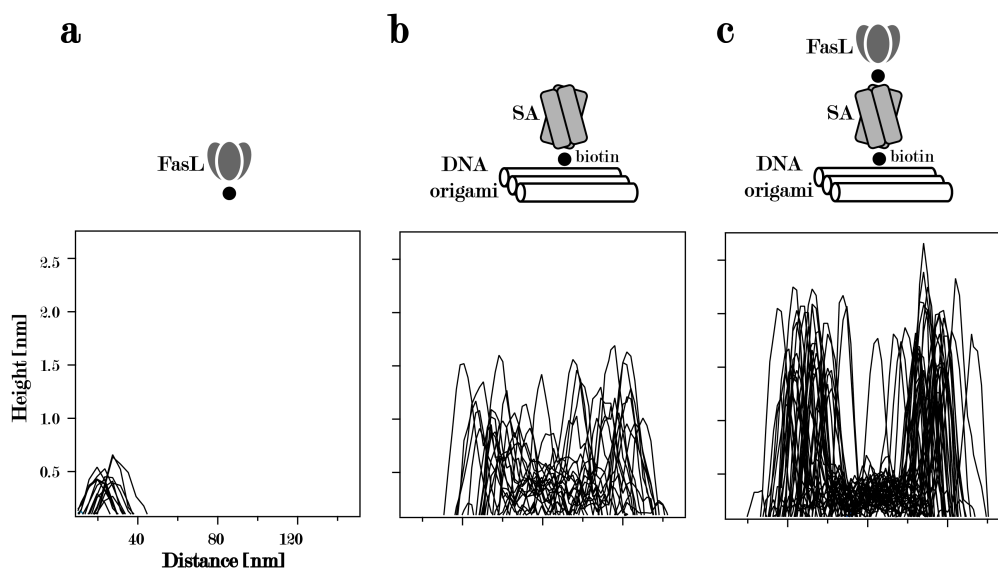 a
b
c
FasL
SA
biotin
DNA
origami
FasL
SA
biotin
DNA
origami
Height [nm]
2.5
2.0
1.5
1.0
0.5
40 80 120
Distance [nm]